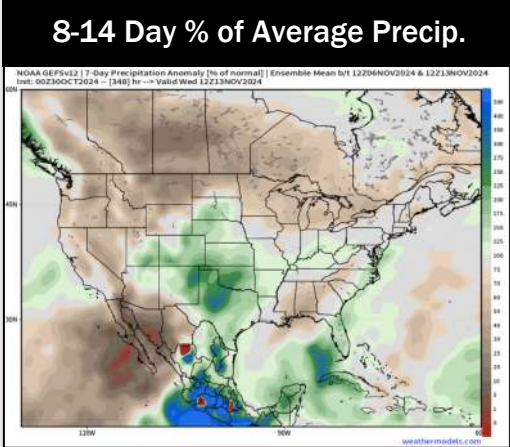 8-14 Day % of Average Precip.
NOAA GEFSv12 | 7-Day Precipitation Anomaly [% of normal] | Ensemble Mean b/t 12Z06NOV2024 & 12Z13NOV2024
Init: 00Z30OCT2024 -- [348] hr --> Valid Wed 12Z13NOV2024
60N
45N
30N
120W
90W
weathermodels.com